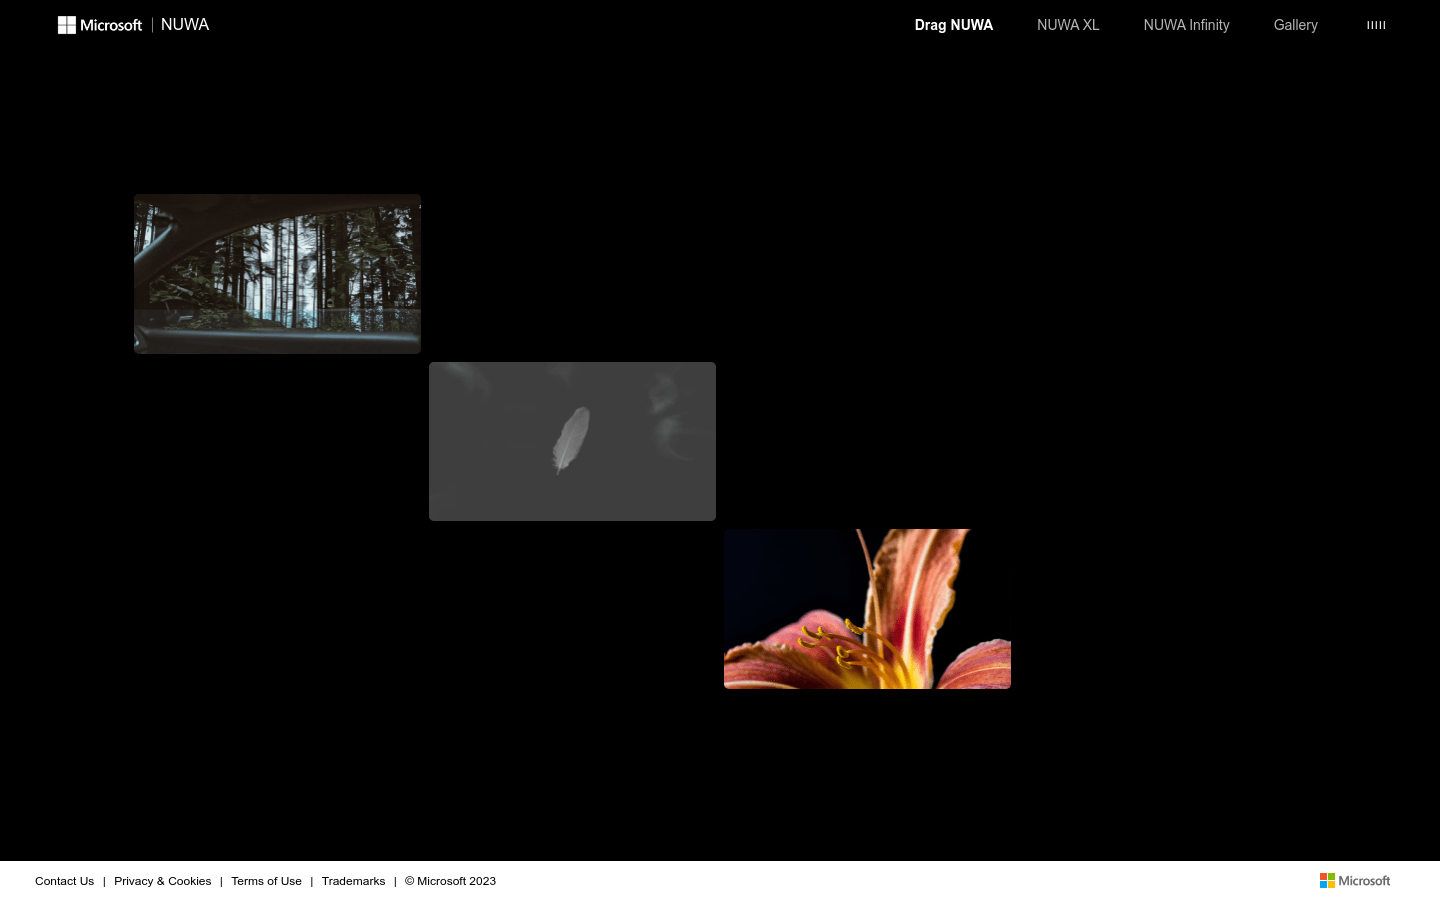 Microsoft | NUWA
Drag NUWA NUWA XL NUWA Infinity Gallery
Contact Us | Privacy & Cookies | Terms of Use | Trademarks | © Microsoft 2023
Microsoft